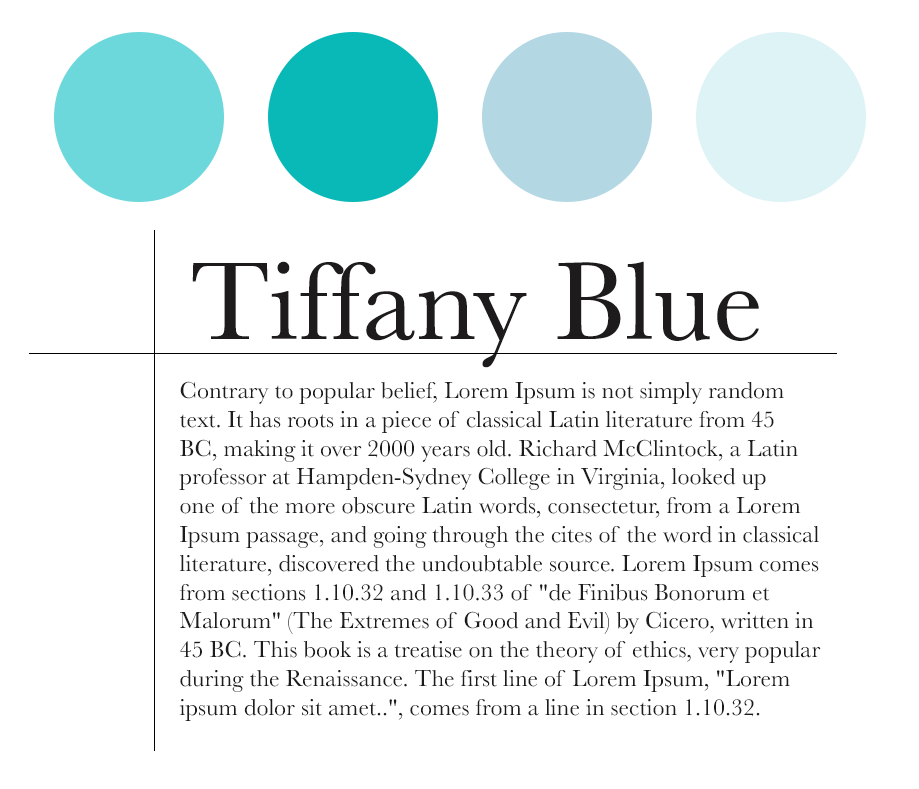 Tiffany Blue
Contrary to popular belief, Lorem Ipsum is not simply random
text. It has roots in a piece of classical Latin literature from 45
BC, making it over 2000 years old. Richard McClintock, a Latin
professor at Hampden-Sydney College in Virginia, looked up
one of the more obscure Latin words, consectetur, from a Lorem
Ipsum passage, and going through the cites of the word in classical
literature, discovered the undoubtable source. Lorem Ipsum comes
from sections 1.10.32 and 1.10.33 of "de Finibus Bonorum et
Malorum" (The Extremes of Good and Evil) by Cicero, written in
45 BC. This book is a treatise on the theory of ethics, very popular
during the Renaissance. The first line of Lorem Ipsum, "Lorem
ipsum dolor sit amet..", comes from a line in section 1.10.32.